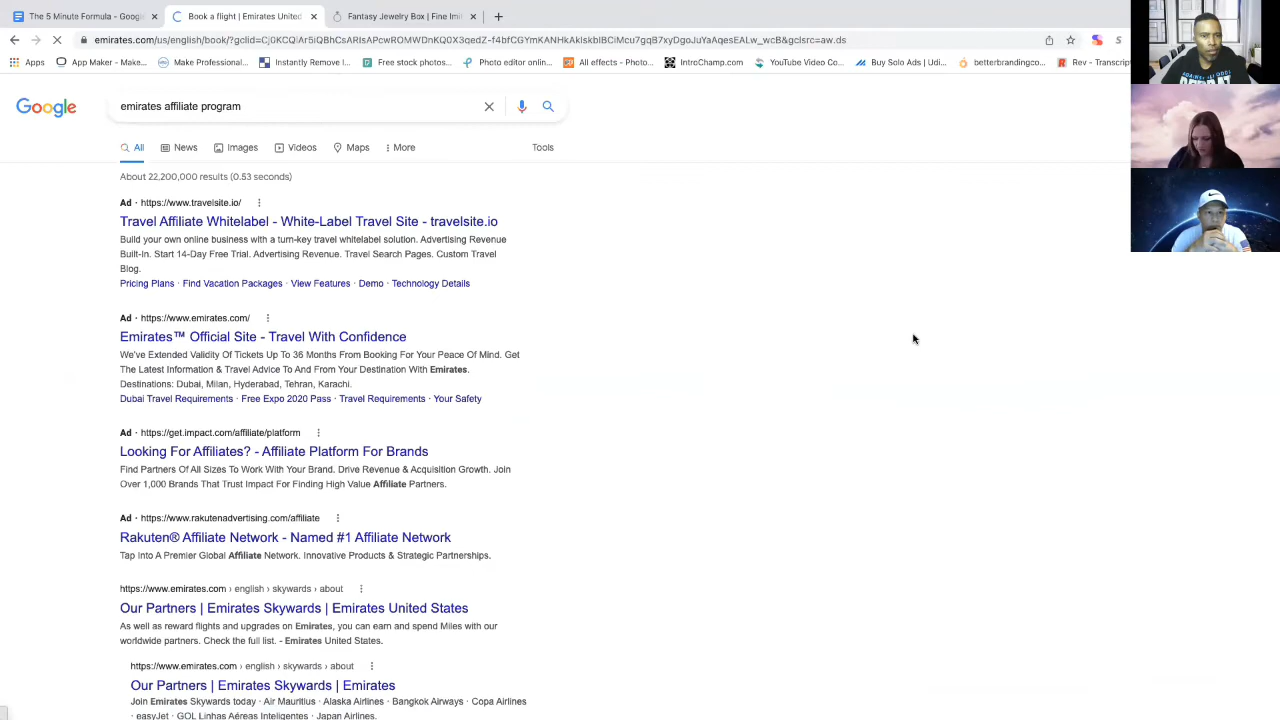 The 5 Minute Formula - Google
Book a flight | Emirates United
Fantasy Jewelry Box | Fine Imi
emirates.com/us/english/book/?gclid=Cj0KCQiAr5iQBhCsARIsAPcwROMWDnKQ0X3qedZ-f4bfCGYmKANHkAkIskbIBCiMcu7gqB7xyDgoJuYaAqesEALw_wcB&gclsrc=aw.ds
Apps
App Maker - Make...
Make Professional...
Instantly Remove I...
Free stock photos...
Photo editor online...
All effects - Photo...
IntroChamp.com
YouTube Video Co...
Buy Solo Ads | Udi...
betterbrandingco...
Rev - Transcript
Google
emirates affiliate program
All News Images Videos Maps More Tools
About 22,200,000 results (0.53 seconds)
Ad · https://www.travelsite.io/
Travel Affiliate Whitelabel - White-Label Travel Site - travelsite.io
Build your own online business with a turn-key travel whitelabel solution. Advertising Revenue
Built-In. Start 14-Day Free Trial. Advertising Revenue. Travel Search Pages. Custom Travel
Blog.
Pricing Plans · Find Vacation Packages · View Features · Demo · Technology Details
Ad · https://www.emirates.com/
Emirates™ Official Site - Travel With Confidence
We've Extended Validity Of Tickets Up To 36 Months From Booking For Your Peace Of Mind. Get
The Latest Information & Travel Advice To And From Your Destination With Emirates.
Destinations: Dubai, Milan, Hyderabad, Tehran, Karachi.
Dubai Travel Requirements · Free Expo 2020 Pass · Travel Requirements · Your Safety
Ad · https://get.impact.com/affiliate/platform
Looking For Affiliates? - Affiliate Platform For Brands
Find Partners Of All Sizes To Work With Your Brand. Drive Revenue & Acquisition Growth. Join
Over 1,000 Brands That Trust Impact For Finding High Value Affiliate Partners.
Ad · https://www.rakutenadvertising.com/affiliate
Rakuten® Affiliate Network - Named #1 Affiliate Network
Tap Into A Premier Global Affiliate Network. Innovative Products & Strategic Partnerships.
https://www.emirates.com › english › skywards › about
Our Partners | Emirates Skywards | Emirates United States
As well as reward flights and upgrades on Emirates, you can earn and spend Miles with our
worldwide partners. Check the full list. - Emirates United States.
https://www.emirates.com › english › skywards › about
Our Partners | Emirates Skywards | Emirates
Join Emirates Skywards today · Air Mauritius · Alaska Airlines · Bangkok Airways · Copa Airlines
· easyJet · GOL Linhas Aéreas Inteligentes · Japan Airlines.